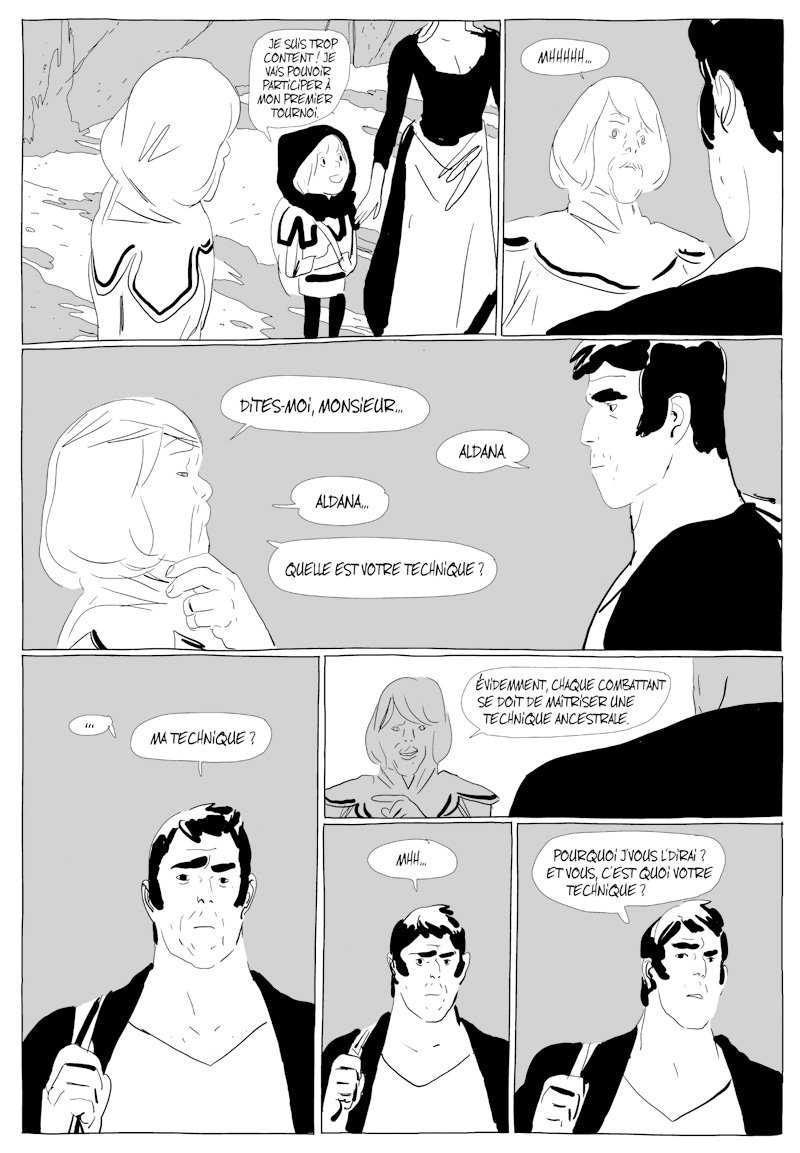 JE SUIS TROP
CONTENT ! JE
VAIS POUVOIR
PARTICIPER À
MON PREMIER
TOURNOI.
MHHHHH...
DITES-MOI, MONSIEUR...
ALDANA.
ALDANA...
QUELLE EST VOTRE TECHNIQUE ?
...
MA TECHNIQUE ?
ÉVIDEMMENT, CHAQUE COMBATTANT
SE DOIT DE MAÎTRISER UNE
TECHNIQUE ANCESTRALE.
MHH...
POURQUOI J'VOUS L'DIRAI ?
ET VOUS, C'EST QUOI VOTRE
TECHNIQUE ?